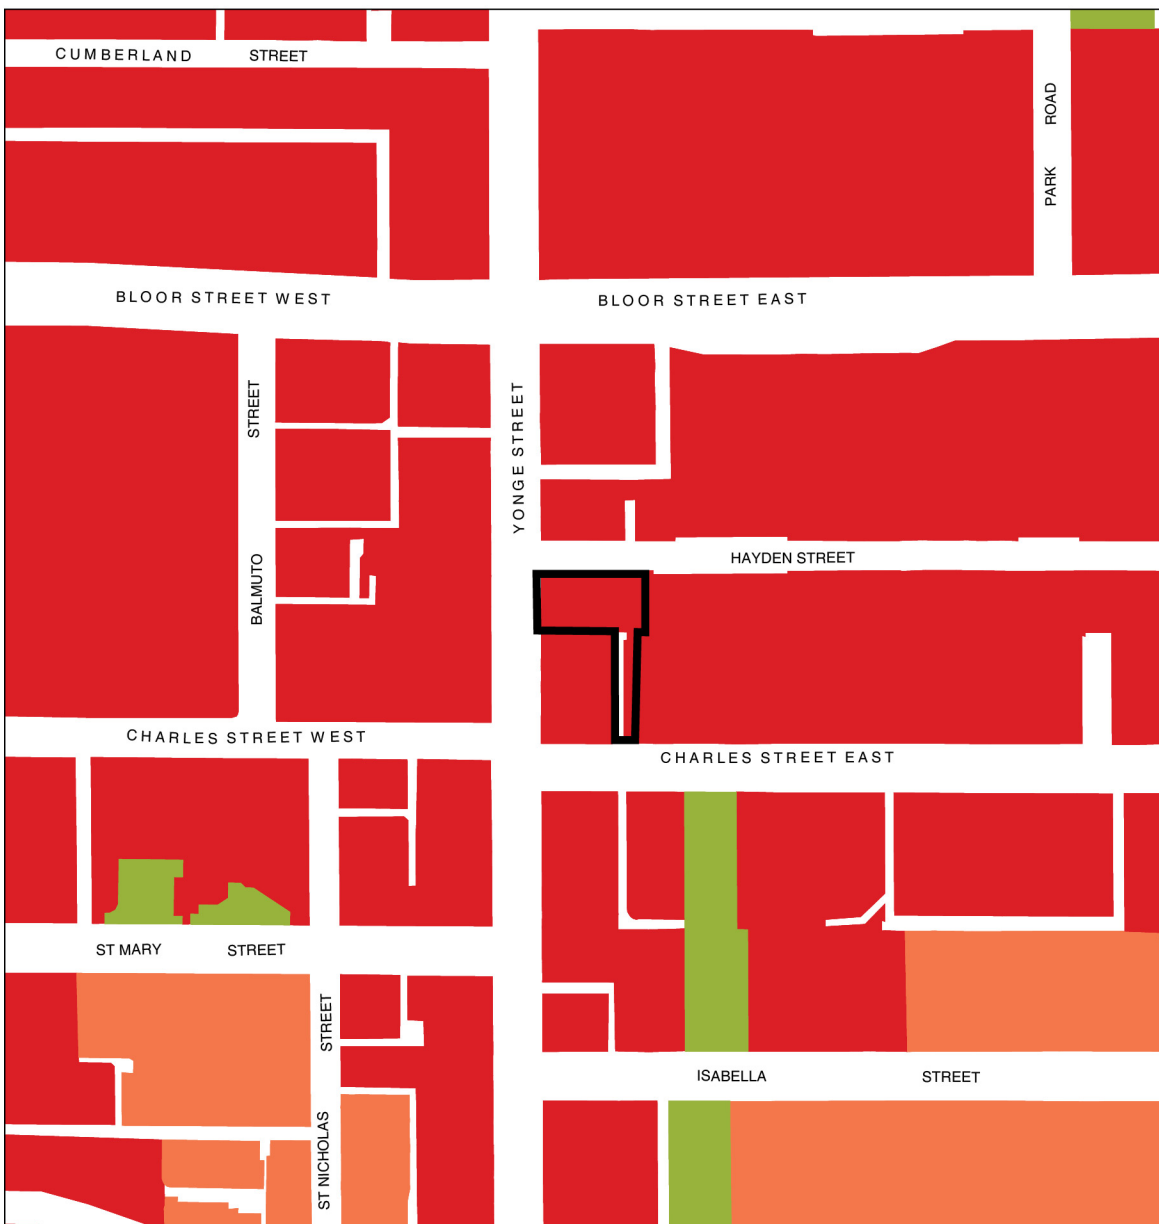 CUMBERLAND STREET
PARK ROAD
BLOOR STREET WEST
BLOOR STREET EAST
BALMUTO STREET
YONGE STREET
HAYDEN STREET
CHARLES STREET WEST
CHARLES STREET EAST
ST MARY STREET
ST NICHOLAS STREET
ISABELLA STREET